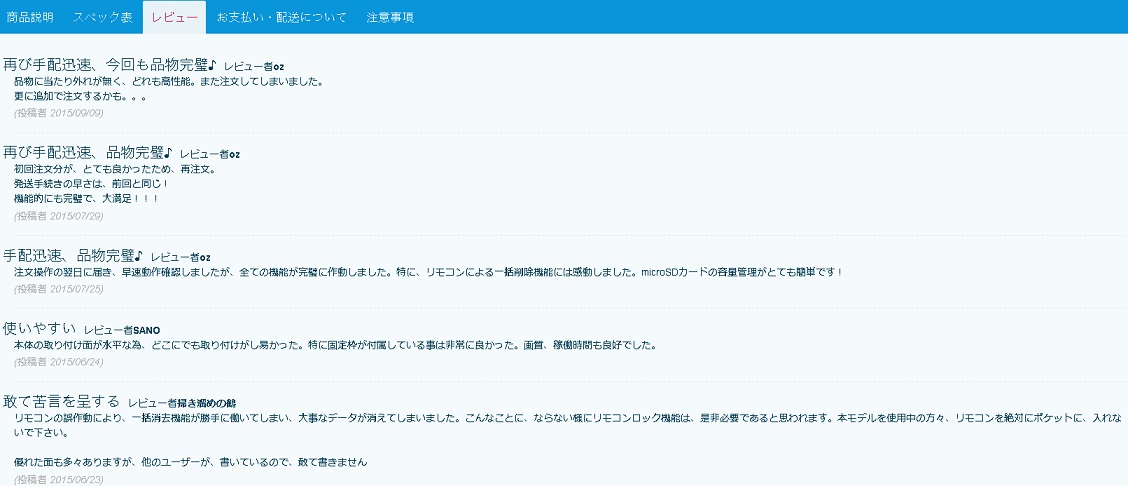 商品説明 スペック表 レビュー お支払い・配送について 注意事項
再び手配迅速、今回も品物完璧♪ レビュー者oz
品物に当たり外れが無く、どれも高性能。また注文してしまいました。
更に追加で注文するかも。。。
(投稿者 2015/09/09)
再び手配迅速、品物完璧♪ レビュー者oz
初回注文分が、とても良かったため、再注文。
発送手続きの早さは、前回と同じ！
機能的にも完璧で、大満足！！！
(投稿者 2015/07/29)
手配迅速、品物完璧♪ レビュー者oz
注文操作の翌日に届き、早速動作確認しましたが、全ての機能が完璧に作動しました。特に、リモコンによる一括削除機能には感動しました。microSDカードの容量管理がとても簡単です！
(投稿者 2015/07/25)
使いやすい レビュー者SANO
本体の取り付け面が水平な為、どこにでも取り付けがし易かった。特に固定枠が付属している事は非常に良かった。画質、稼働時間も良好でした。
(投稿者 2015/06/24)
敢て苦言を呈する レビュー者掃き溜めの鶴
リモコンの誤作動により、一括消去機能が勝手に働いてしまい、大事なデータが消えてしまいました。こんなことに、ならない様にリモコンロック機能は、是非必要であると思われます。本モデルを使用中の方々、リモコンを絶対にポケットに、入れな
いで下さい。
優れた面も多々ありますが、他のユーザーが、書いているので、敢て書きません
(投稿者 2015/06/23)